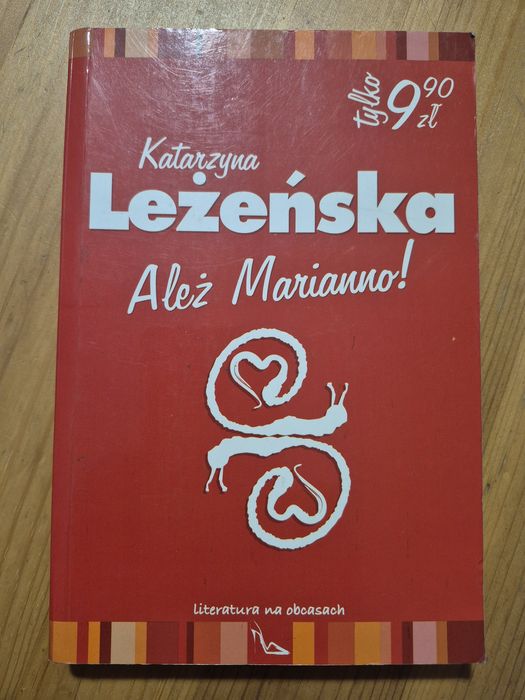 tylko 9 90 zł
Katarzyna
Leżeńska
Ależ Marianno!
literatura na obcasach